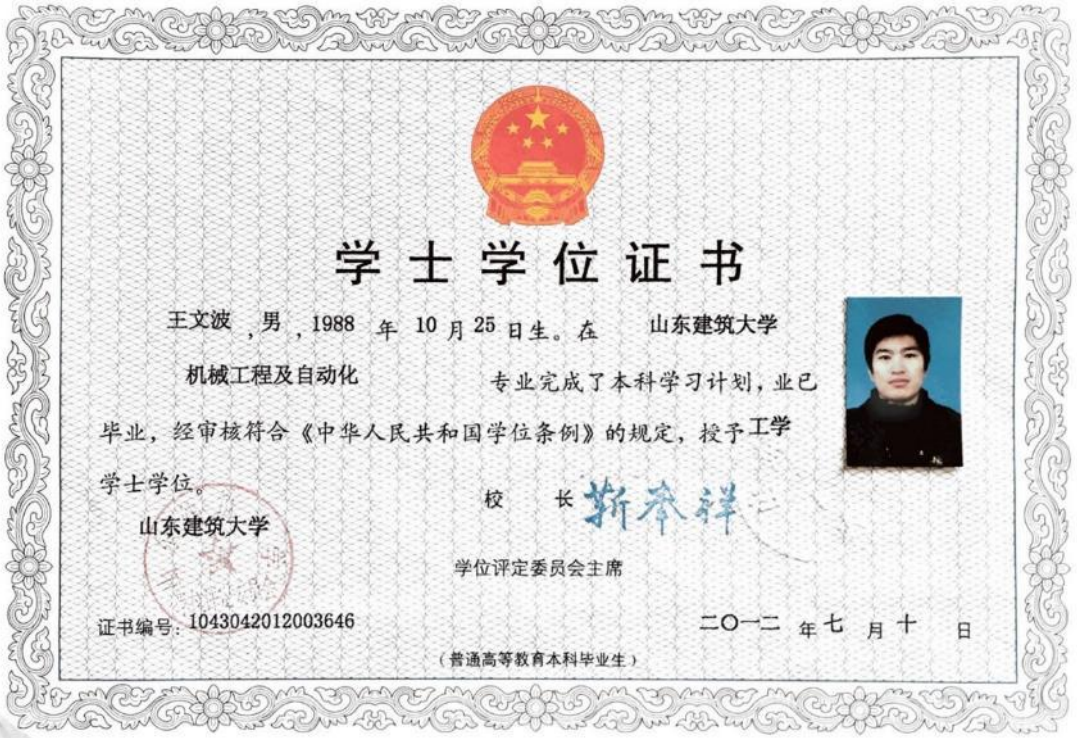 学士学位证书
王文波，男，1988 年 10 月 25 日生。在 山东建筑大学
机械工程及自动化 专业完成了本科学习计划，业已
毕业，经审核符合《中华人民共和国学位条例》的规定，授予工学
学士学位。
校 长 靳奉祥
山东建筑大学
学位评定委员会主席
证书编号：1043042012003646
二〇一二 年 七 月 十 日
（普通高等教育本科毕业生）